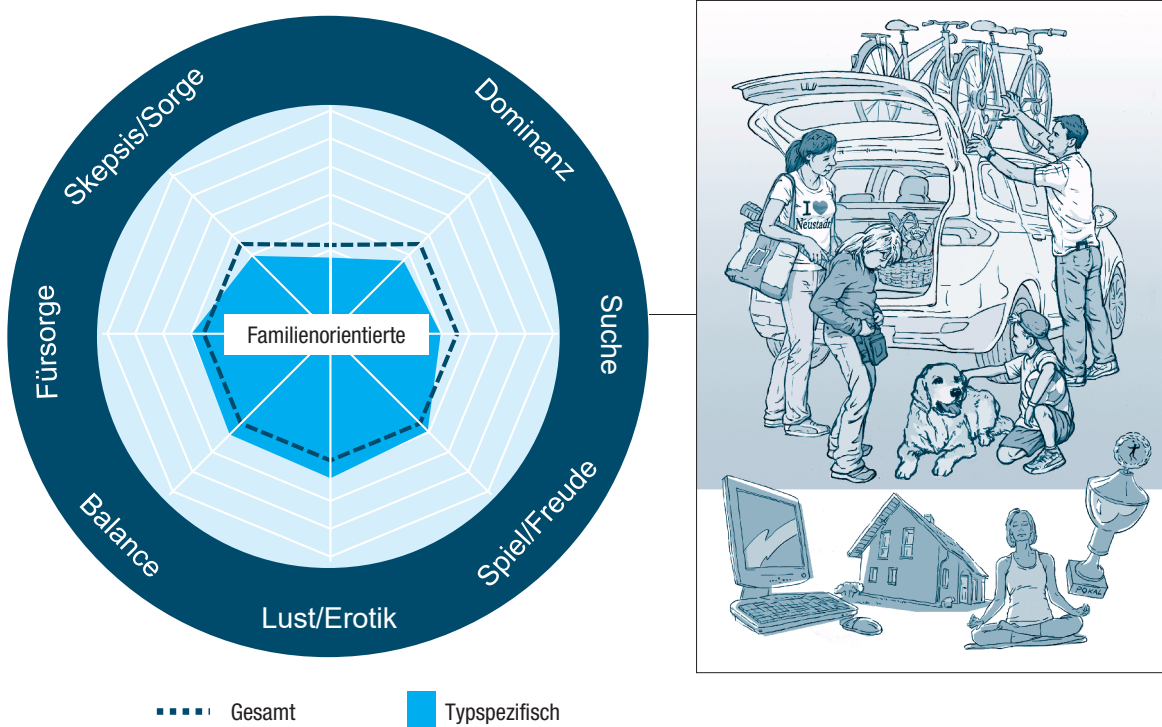 Skepsis/Sorge
Dominanz
Fürsorge
Suche
Familienorientierte
Balance
Spiel/Freude
Lust/Erotik
Gesamt
Typspezifisch
I
Neustadt
POKAL